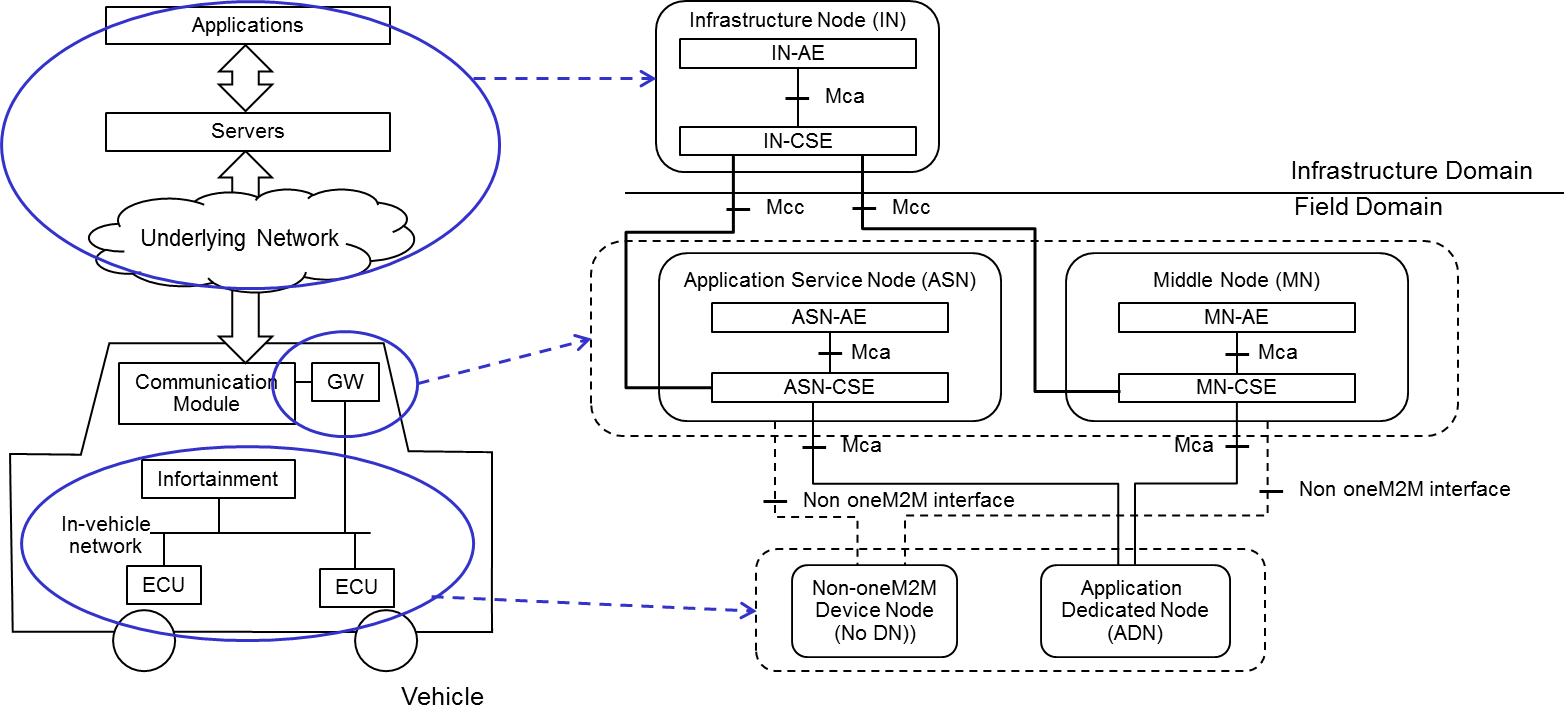 Applications
Servers
Underlying Network
Communication
Module
GW
Infortainment
In-vehicle
network
ECU
ECU
Vehicle
Infrastructure Node (IN)
IN-AE
Mca
IN-CSE
Infrastructure Domain
Field Domain
Mcc
Mcc
Application Service Node (ASN)
ASN-AE
Mca
ASN-CSE
Middle Node (MN)
MN-AE
Mca
MN-CSE
Mca
Mca
Non oneM2M interface
Non oneM2M interface
Non-oneM2M
Device Node
(No DN))
Application
Dedicated Node
(ADN)